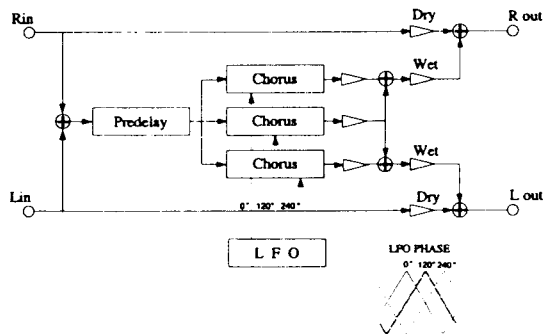 Rin
Dry
R out
Wet
Chorus
Predelay
Chorus
Chorus
Wet
Lin
0° 120° 240°
Dry
L out
L F O
LFO PHASE
0° 120° 240°